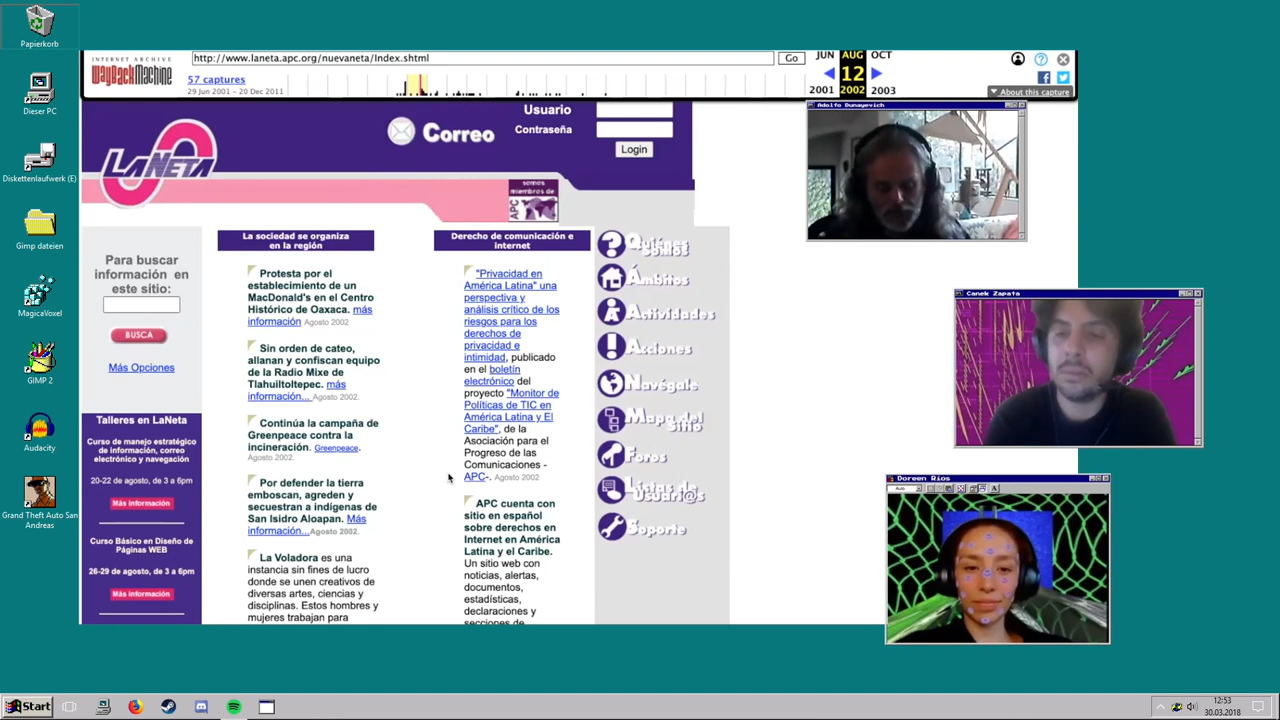 Papierkorb
Dieser PC
Diskettenlaufwerk (E)
Gimp dateien
MagicaVoxel
GIMP 2
Audacity
Grand Theft Auto San
Andreas
INTERNET ARCHIVE
WayBackMachine
http://www.laneta.apc.org/nuevaneta/Index.shtml
Go
57 captures
29 Jun 2001 – 20 Dec 2011
JUN
AUG
OCT
12
2001
2002
2003
About this capture
LaNeta
Correo
Usuario
Contraseña
Login
somos
miembros de
APC
Para buscar
información en
este sitio:
BUSCA
Más Opciones
Talleres en LaNeta
Curso de manejo estratégico
de información, correo
electrónico y navegación
20-22 de agosto, de 3 a 6pm
Más información
Curso Básico en Diseño de
Páginas WEB
26-29 de agosto, de 3 a 6pm
Más información
La sociedad se organiza
en la región
Protesta por el
establecimiento de un
MacDonald's en el Centro
Histórico de Oaxaca. más
información Agosto 2002
Sin orden de cateo,
allanan y confiscan equipo
de la Radio Mixe de
Tlahuiltoltepec. más
información... Agosto 2002.
Continúa la campaña de
Greenpeace contra la
incineración. Greenpeace.
Agosto 2002.
Por defender la tierra
emboscan, agreden y
secuestran a indígenas de
San Isidro Aloapan. Más
información...Agosto 2002.
La Voladora es una
instancia sin fines de lucro
donde se unen creativos de
diversas artes, ciencias y
disciplinas. Estos hombres y
mujeres trabajan para
Derecho de comunicación e
internet
"Privacidad en
América Latina" una
perspectiva y
análisis crítico de los
riesgos para los
derechos de
privacidad e
intimidad, publicado
en el boletín
electrónico del
proyecto "Monitor de
Políticas de TIC en
América Latina y El
Caribe", de la
Asociación para el
Progreso de las
Comunicaciones -
APC-. Agosto 2002
APC cuenta con
sitio en español
sobre derechos en
Internet en América
Latina y el Caribe.
Un sitio web con
noticias, alertas,
documentos,
estadísticas,
declaraciones y
secciones de
Quiénes
Somos
Ámbitos
Actividades
Acciones
Navégale
Mapa del
Sitio
Foros
Listas de
Usuari@s
Soporte
Adolfo Dunayevich
Canek Zapata
Doreen Ríos
Auto
A
Start
12:53
30.03.2018